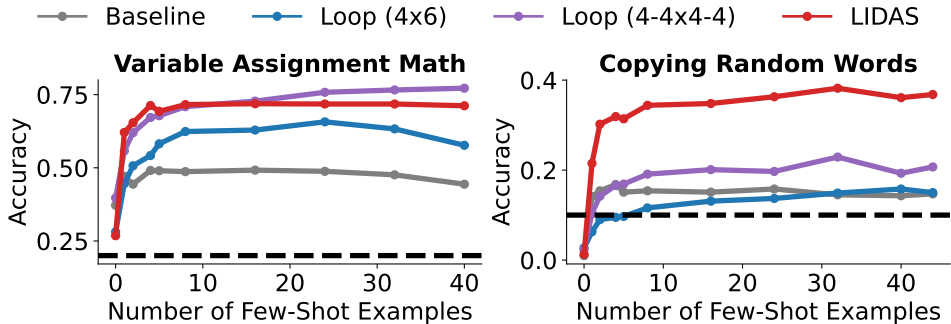 Baseline Loop (4x6) Loop (4-4x4-4) LIDAS
Variable Assignment Math
Accuracy
0.75
0.50
0.25
0 10 20 30 40
Number of Few-Shot Examples
Copying Random Words
Accuracy
0.4
0.2
0.0
0 10 20 30 40
Number of Few-Shot Examples